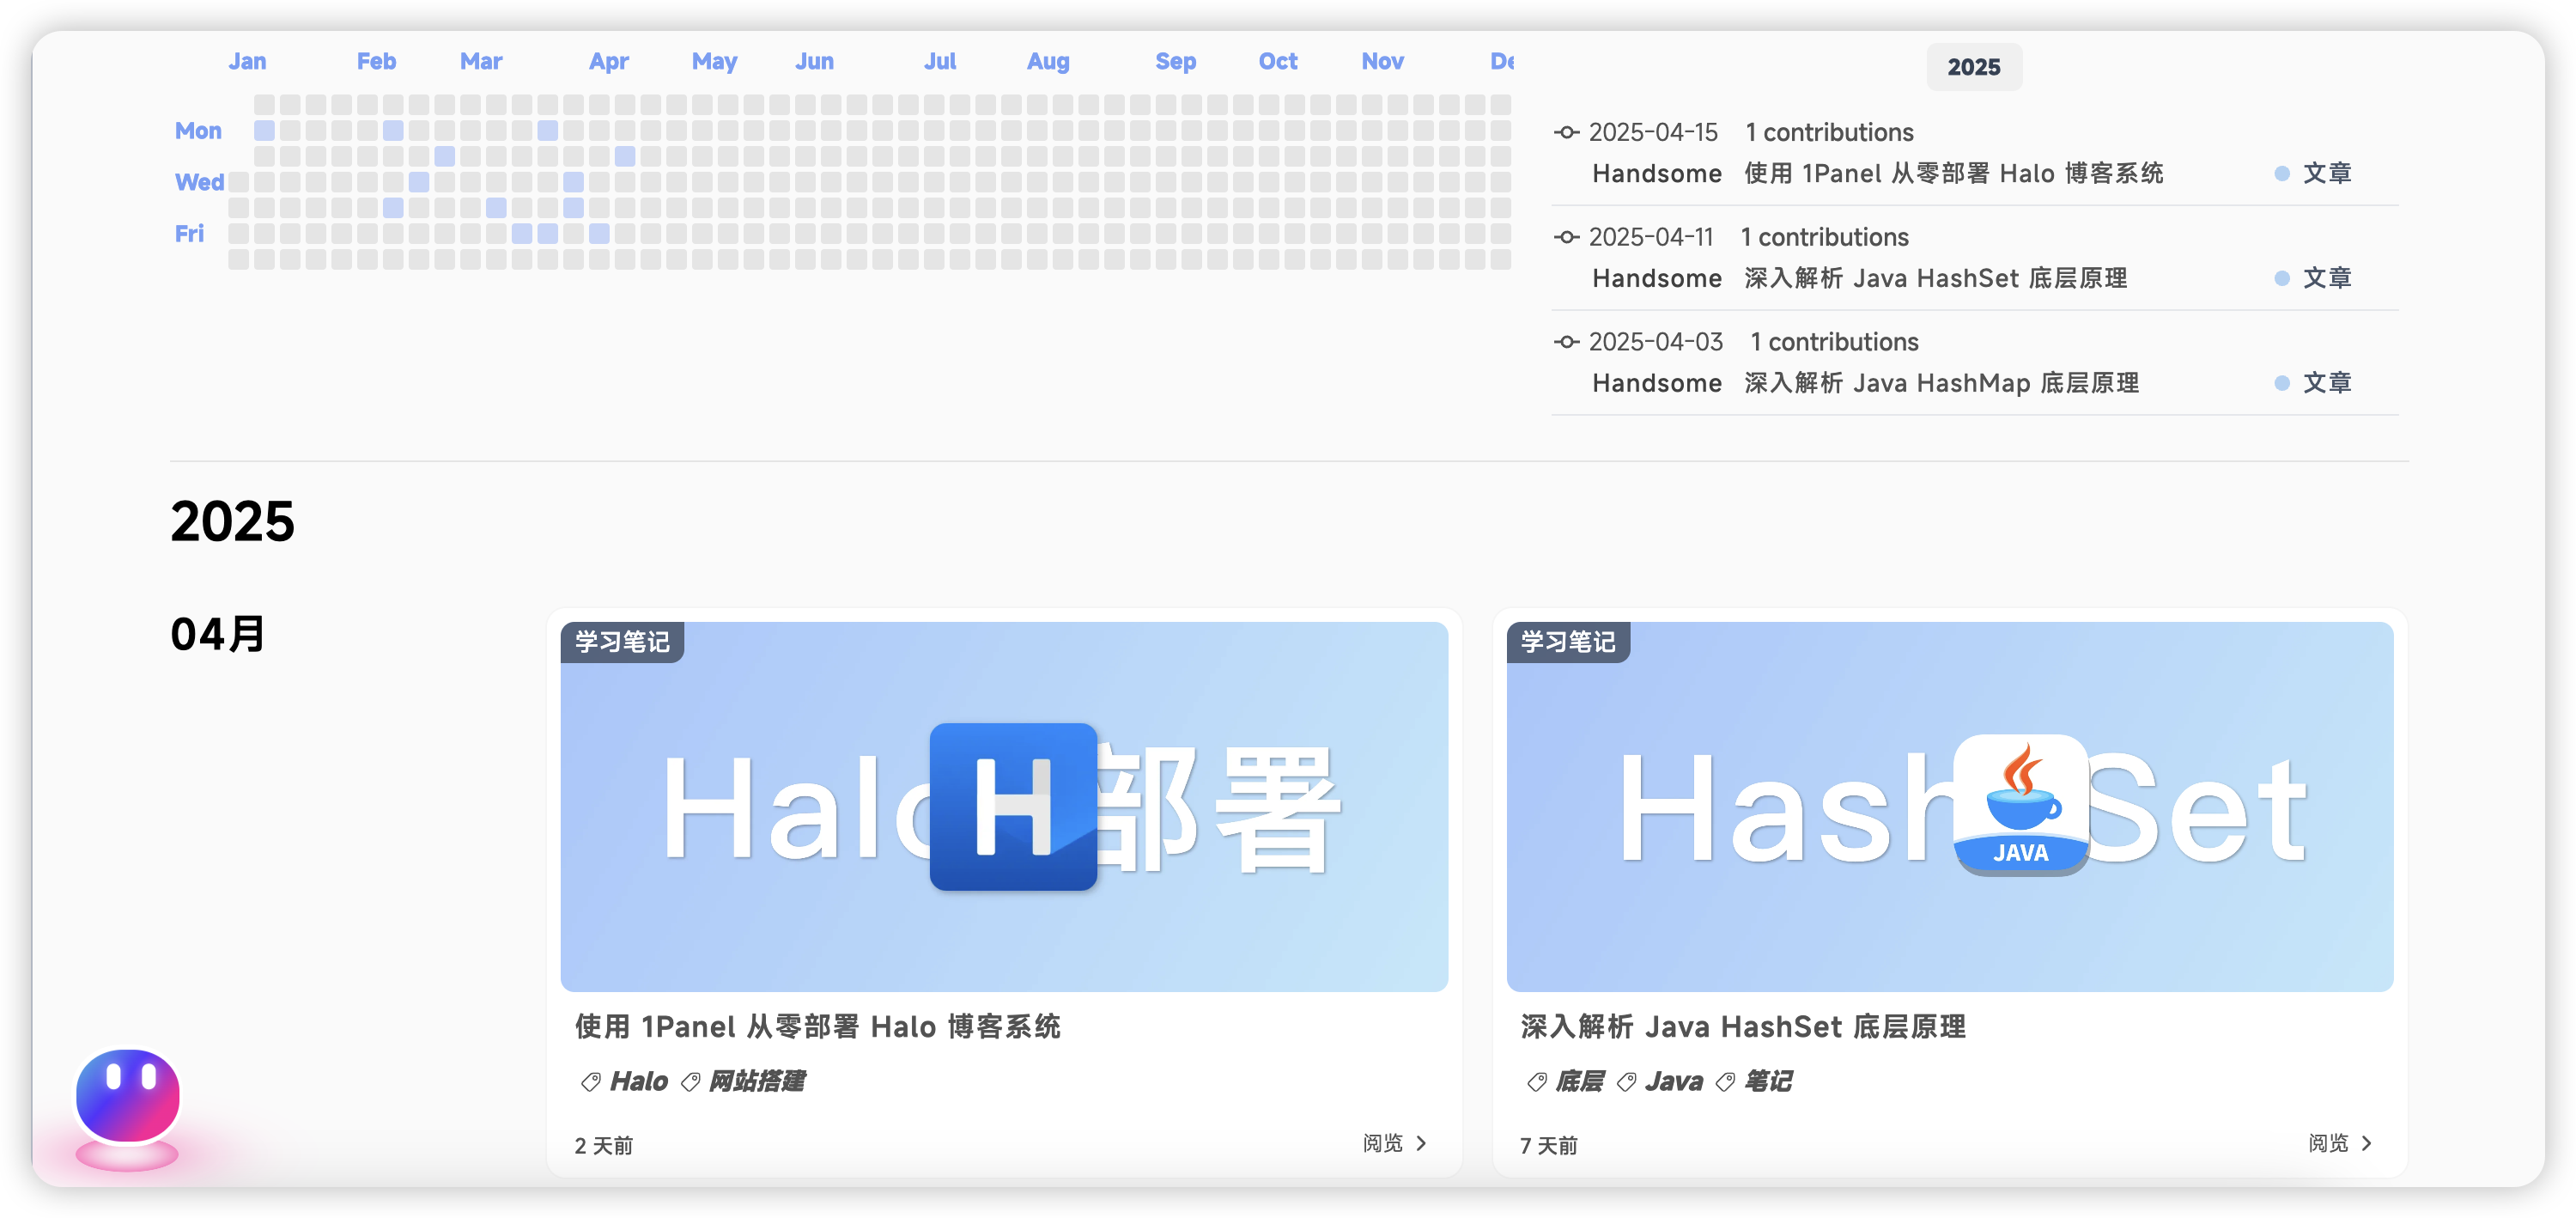 Jan Feb Mar Apr May Jun Jul Aug Sep Oct Nov De
Mon
Wed
Fri
2025
2025-04-15 1 contributions
Handsome 使用 1Panel 从零部署 Halo 博客系统 文章
2025-04-11 1 contributions
Handsome 深入解析 Java HashSet 底层原理 文章
2025-04-03 1 contributions
Handsome 深入解析 Java HashMap 底层原理 文章
2025
04月
学习笔记
Halo H 部署
使用 1Panel 从零部署 Halo 博客系统
Halo 网站搭建
2 天前 阅览
学习笔记
Hash JAVA Set
深入解析 Java HashSet 底层原理
底层 Java 笔记
7 天前 阅览